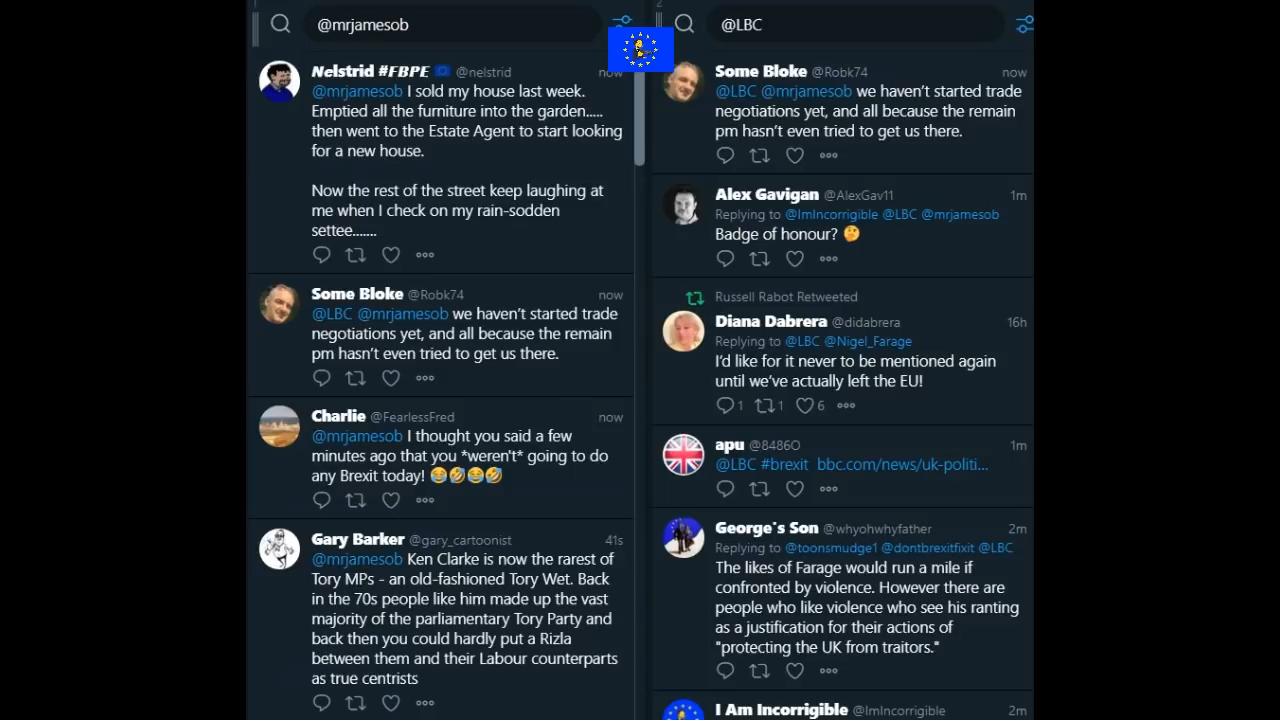 1
@mrjamesob
Nelstrid #FBPE @nelstrid now
@mrjamesob I sold my house last week.
Emptied all the furniture into the garden.....
then went to the Estate Agent to start looking
for a new house.
Now the rest of the street keep laughing at
me when I check on my rain-sodden
settee.......
Some Bloke @Robk74 now
@LBC @mrjamesob we haven’t started trade
negotiations yet, and all because the remain
pm hasn’t even tried to get us there.
Charlie @FearlessFred now
@mrjamesob I thought you said a few
minutes ago that you *weren't* going to do
any Brexit today! 😂🤣😂🤣
Gary Barker @gary_cartoonist 41s
@mrjamesob Ken Clarke is now the rarest of
Tory MPs - an old-fashioned Tory Wet. Back
in the 70s people like him made up the vast
majority of the parliamentary Tory Party and
back then you could hardly put a Rizla
between them and their Labour counterparts
as true centrists
2
@LBC
Some Bloke @Robk74 now
@LBC @mrjamesob we haven’t started trade
negotiations yet, and all because the remain
pm hasn’t even tried to get us there.
Alex Gavigan @AlexGav11 1m
Replying to @ImIncorrigible @LBC @mrjamesob
Badge of honour? 🤔
Russell Rabot Retweeted
Diana Dabrera @didabrera 16h
Replying to @LBC @Nigel_Farage
I’d like for it never to be mentioned again
until we’ve actually left the EU!
1 1 6
apu @8486O 1m
@LBC #brexit bbc.com/news/uk-politi...
George's Son @whyohwhyfather 2m
Replying to @toonsmudge1 @dontbrexitfixit @LBC
The likes of Farage would run a mile if
confronted by violence. However there are
people who like violence who see his ranting
as a justification for their actions of
"protecting the UK from traitors."
I Am Incorrigible @ImIncorrigible 2m